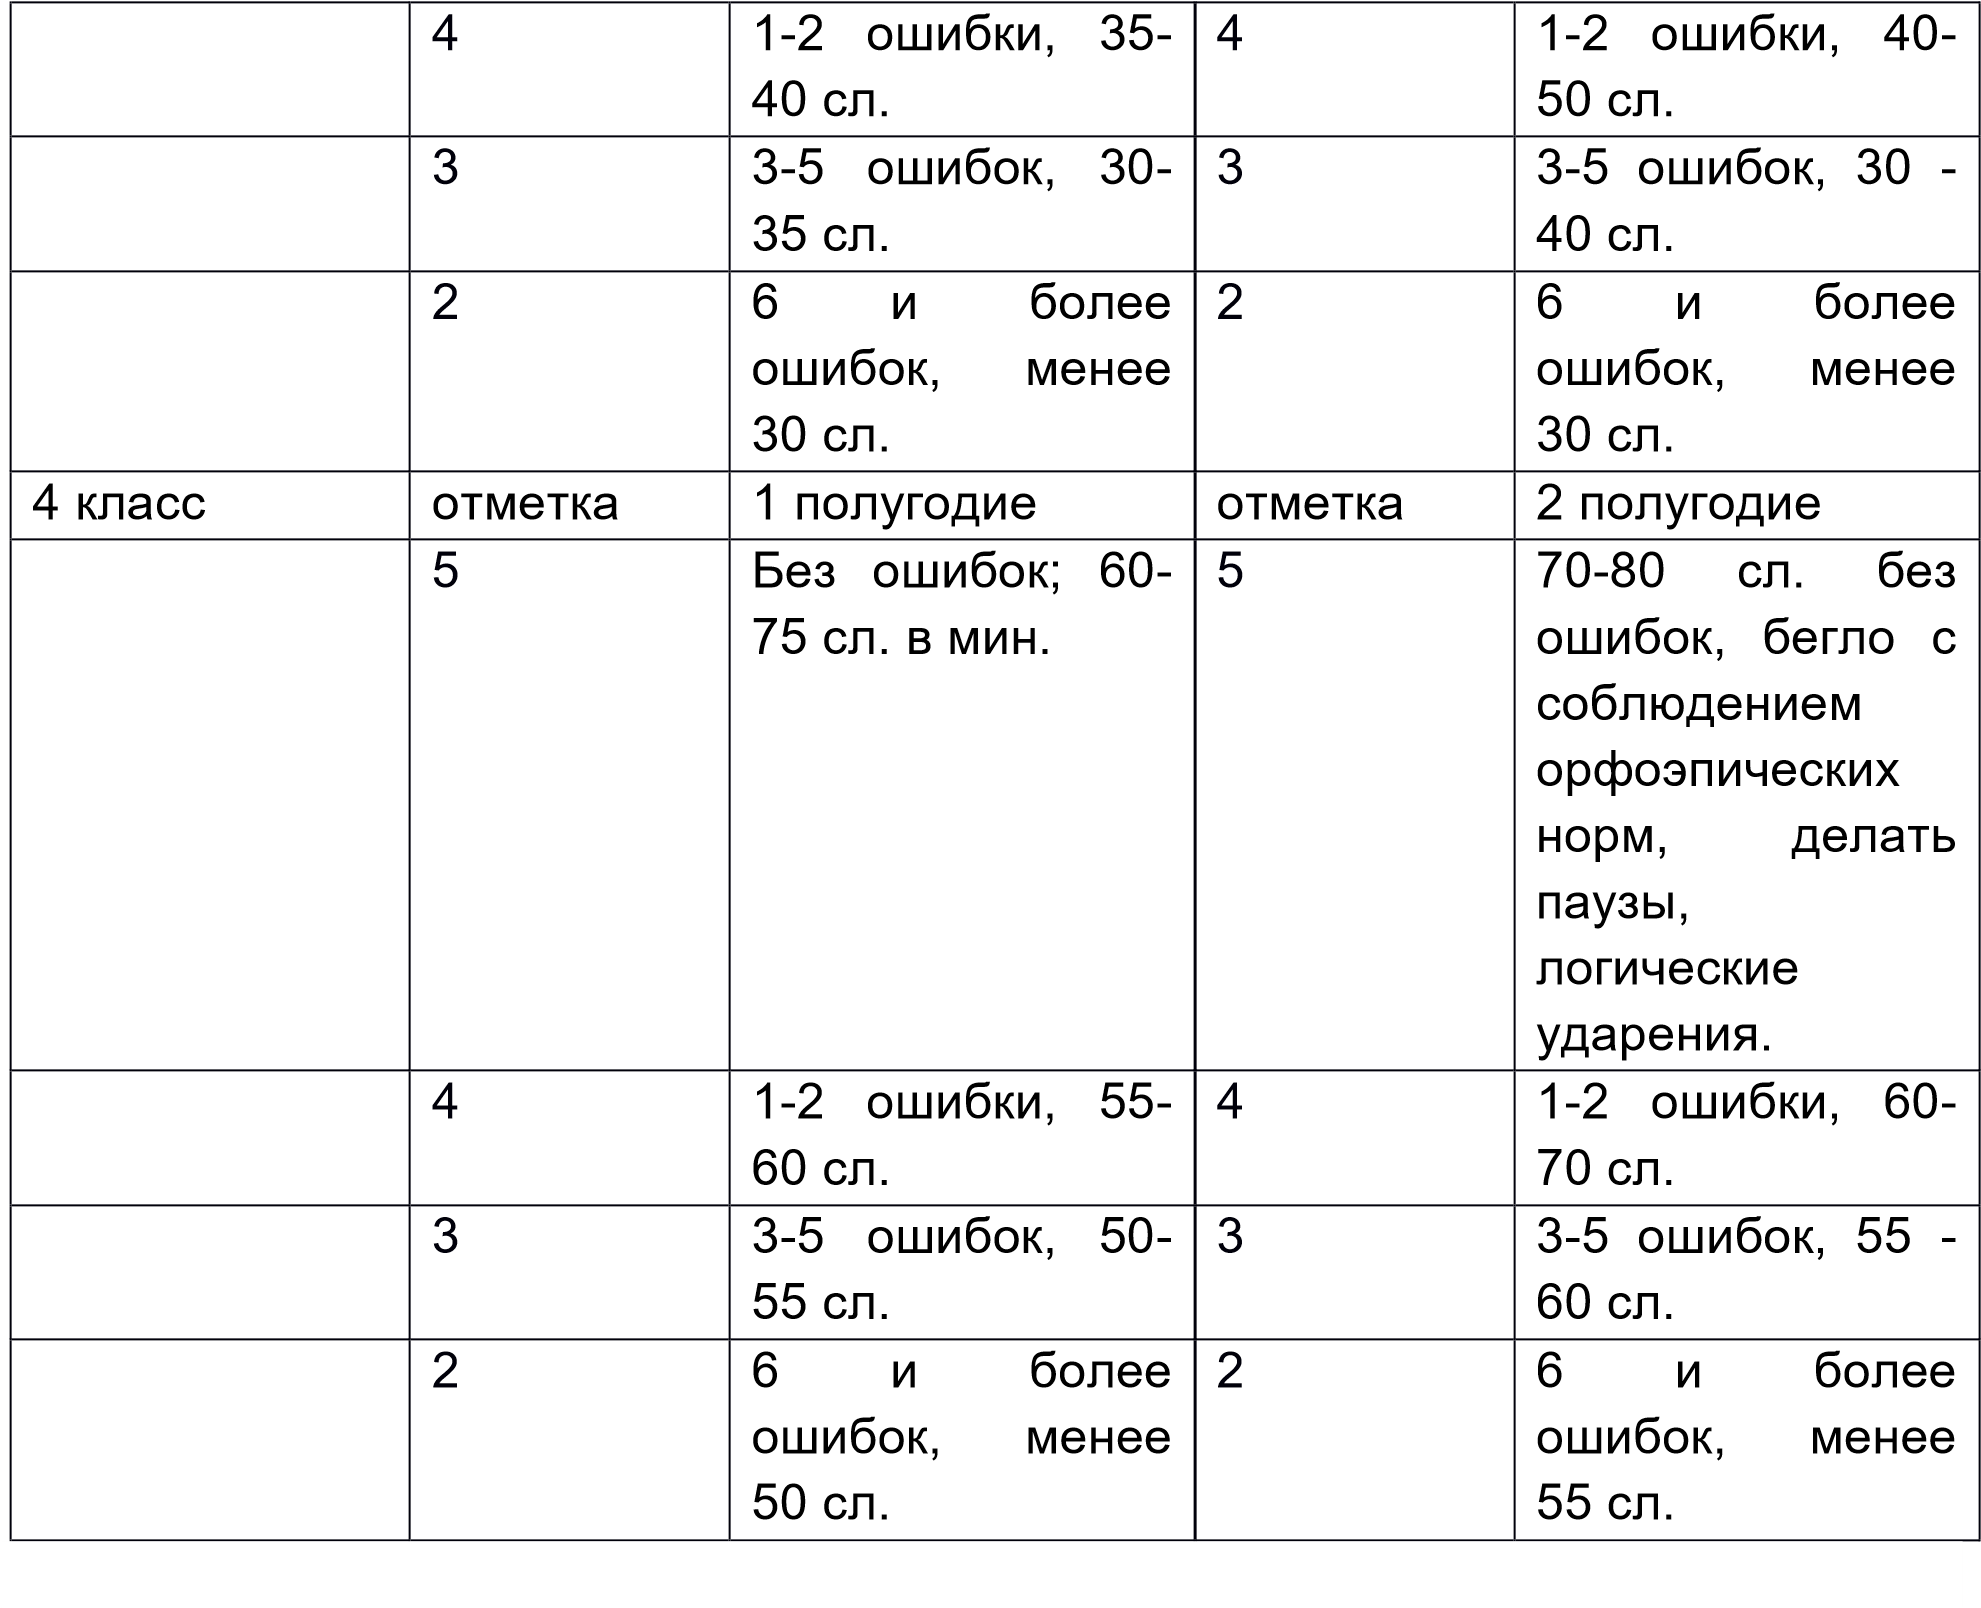 4
1-2 ошибки, 35-
40 сл.
4
1-2 ошибки, 40-
50 сл.
3
3-5 ошибок, 30-
35 сл.
3
3-5 ошибок, 30 -
40 сл.
2
6 и более
ошибок, менее
30 сл.
2
6 и более
ошибок, менее
30 сл.
4 класс
отметка
1 полугодие
отметка
2 полугодие
5
Без ошибок; 60-
75 сл. в мин.
5
70-80 сл. без
ошибок, бегло с
соблюдением
орфоэпических
норм, делать
паузы,
логические
ударения.
4
1-2 ошибки, 55-
60 сл.
4
1-2 ошибки, 60-
70 сл.
3
3-5 ошибок, 50-
55 сл.
3
3-5 ошибок, 55 -
60 сл.
2
6 и более
ошибок, менее
50 сл.
2
6 и более
ошибок, менее
55 сл.